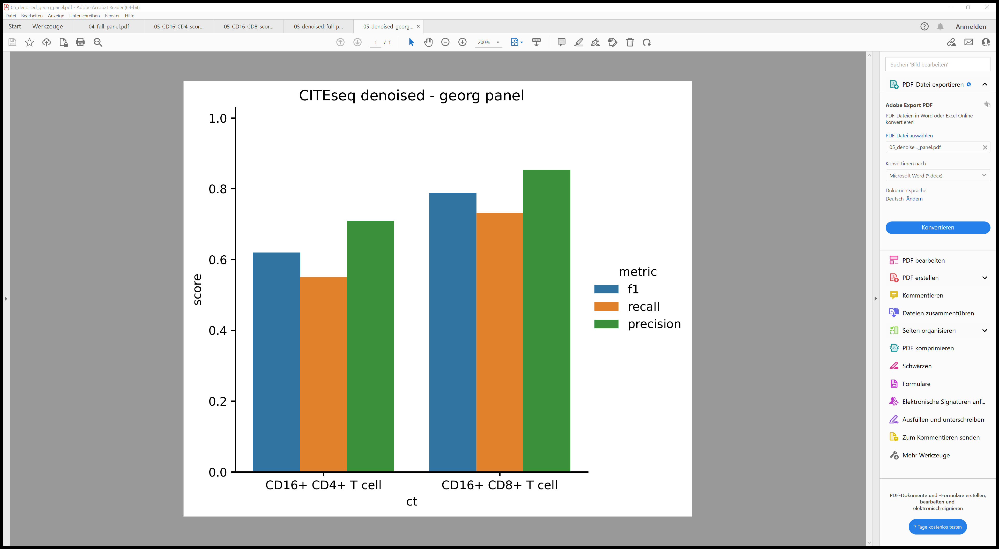 05_denoised_georg_panel.pdf - Adobe Acrobat Reader (64-bit)
Datei Bearbeiten Anzeige Unterschreiben Fenster Hilfe
Start Werkzeuge 04_full_panel.pdf 05_CD16_CD4_scor... 05_CD16_CD8_scor... 05_denoised_full_p... 05_denoised_georg... × Anmelden
1 / 1 200%
CITEseq denoised - georg panel
1.0
0.8
0.6
0.4
0.2
0.0
score
CD16+ CD4+ T cell CD16+ CD8+ T cell
ct
metric
f1
recall
precision
Suchen 'Bild bearbeiten'
PDF-Datei exportieren
Adobe Export PDF
PDF-Dateien in Word oder Excel Online
konvertieren
PDF-Datei auswählen
05_denoise..._panel.pdf
Konvertieren nach
Microsoft Word (*.docx)
Dokumentsprache:
Deutsch Ändern
Konvertieren
PDF bearbeiten
PDF erstellen
Kommentieren
Dateien zusammenführen
Seiten organisieren
PDF komprimieren
Schwärzen
Formulare
Elektronische Signaturen anf...
Ausfüllen und unterschreiben
Zum Kommentieren senden
Mehr Werkzeuge
PDF-Dokumente und -Formulare erstellen,
bearbeiten und
elektronisch signieren
7 Tage kostenlos testen